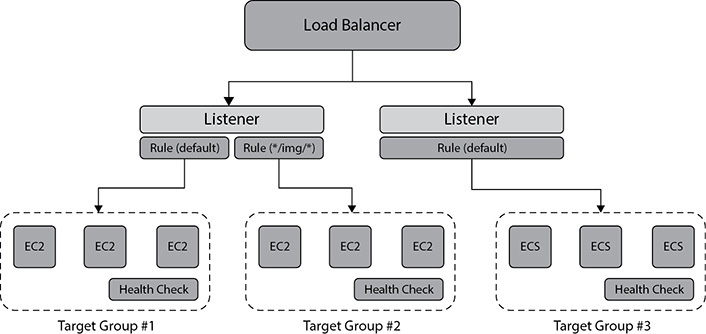 Load Balancer
Listener
Listener
Rule (default)
Rule (*/img/*)
Rule (default)
EC2
EC2
EC2
Health Check
EC2
EC2
EC2
Health Check
ECS
ECS
ECS
Health Check
Target Group #1
Target Group #2
Target Group #3